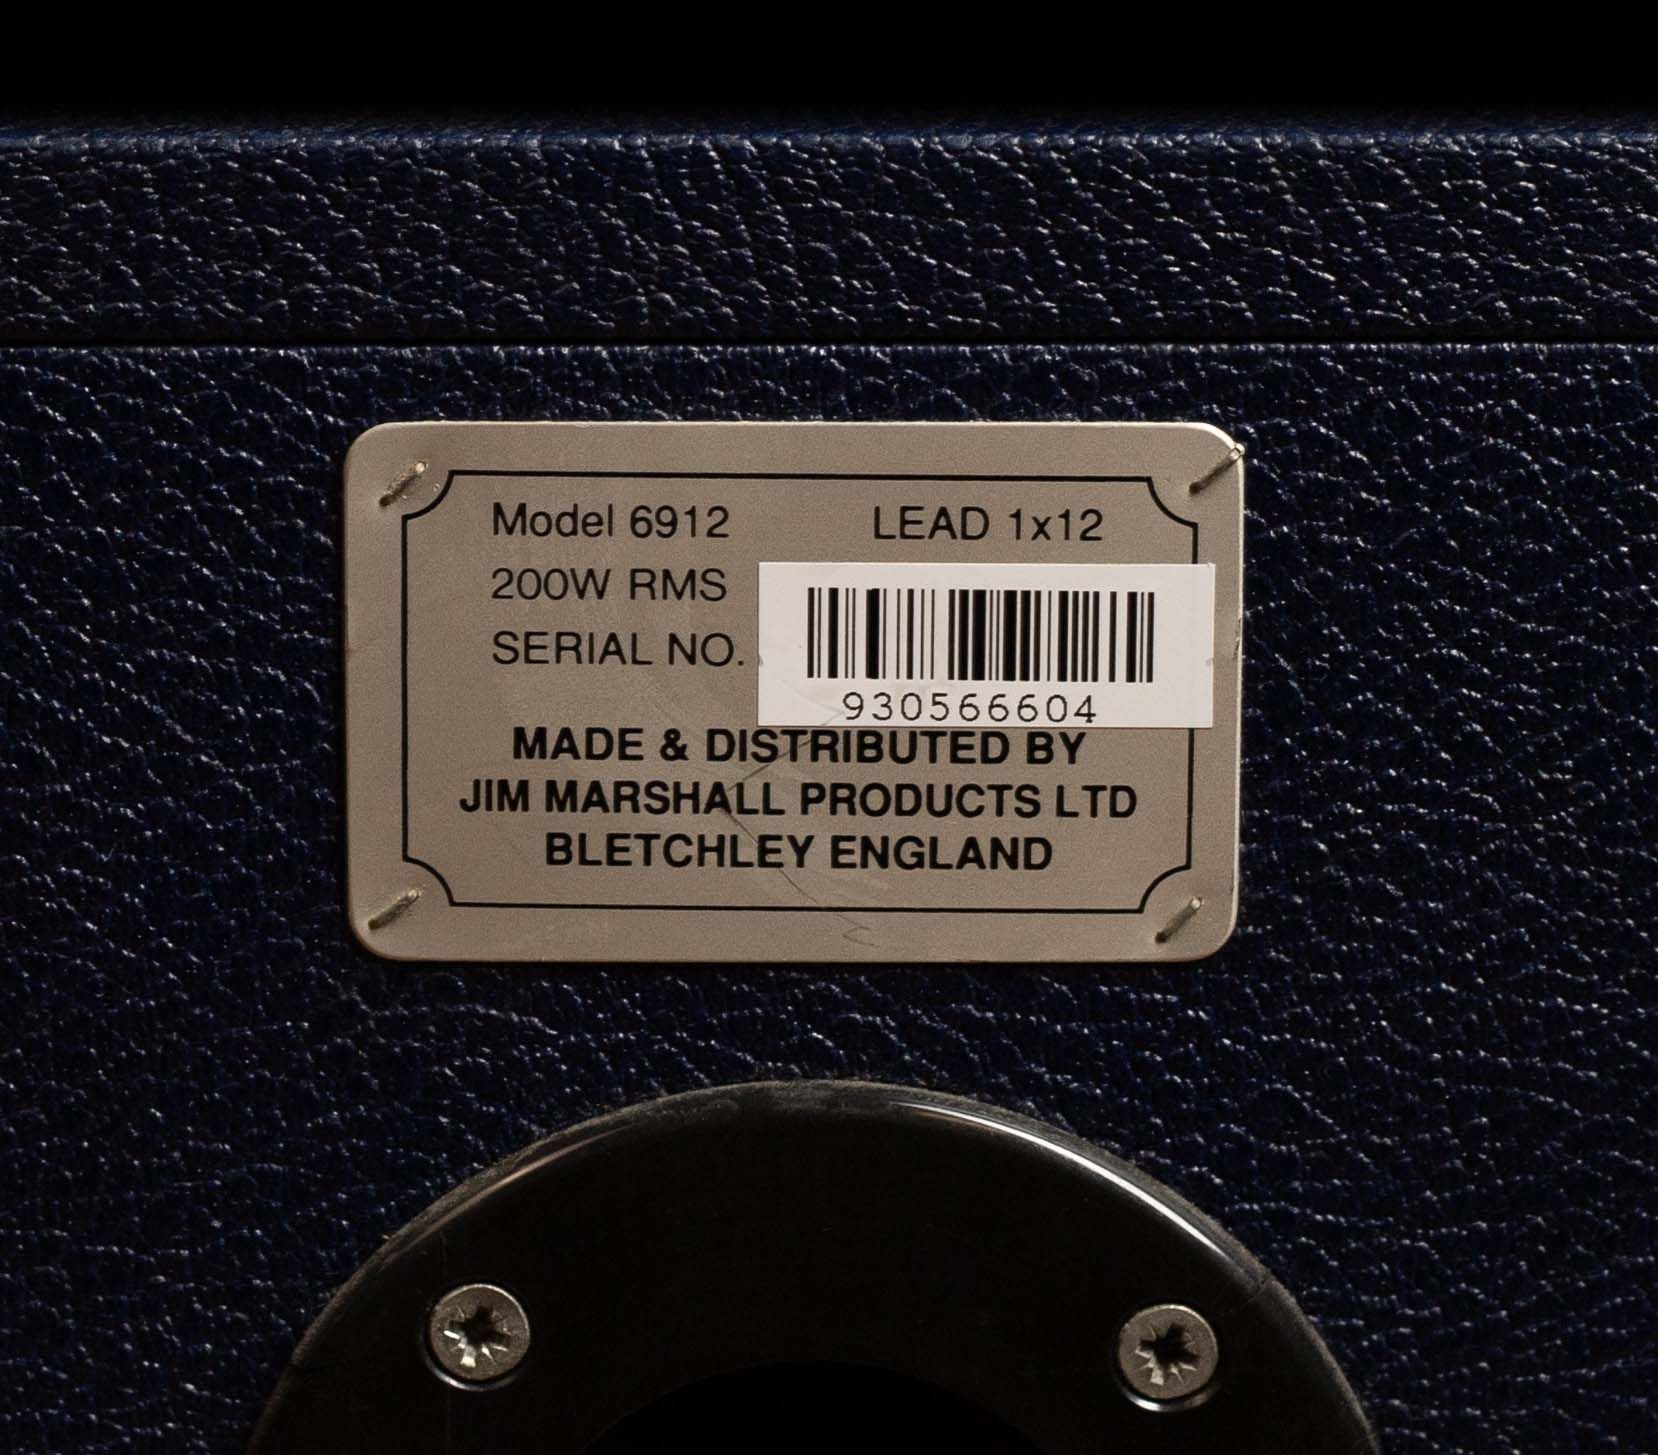 Model 6912 LEAD 1x12
200W RMS
SERIAL NO. 930566604
MADE & DISTRIBUTED BY
JIM MARSHALL PRODUCTS LTD
BLETCHLEY ENGLAND